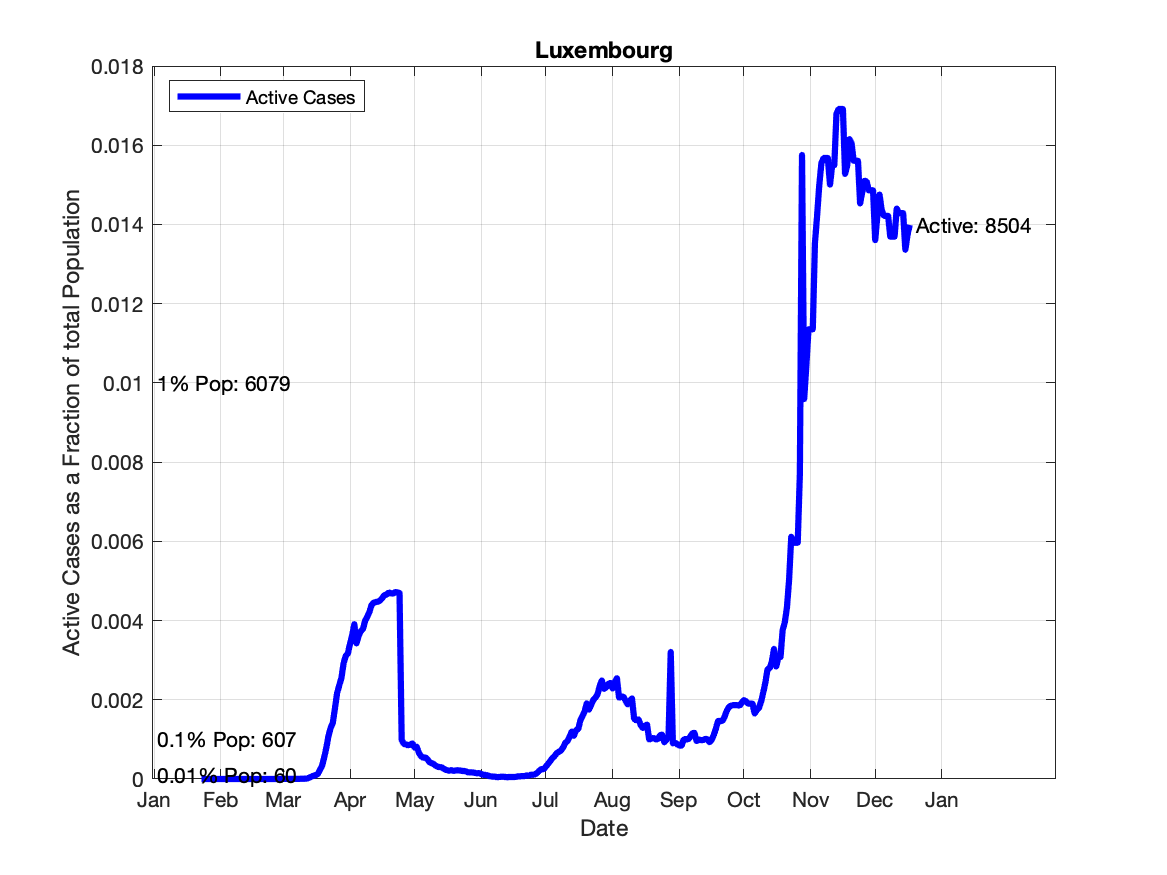 Luxembourg
0.018
Active Cases
0.016
0.014
Active: 8504
0.012
0.01
1% Pop: 6079
0.008
0.006
0.004
0.002
0.1% Pop: 607
0
0.01% Pop: 60
Jan Feb Mar Apr May Jun Jul Aug Sep Oct Nov Dec Jan
Date
Active Cases as a Fraction of total Population